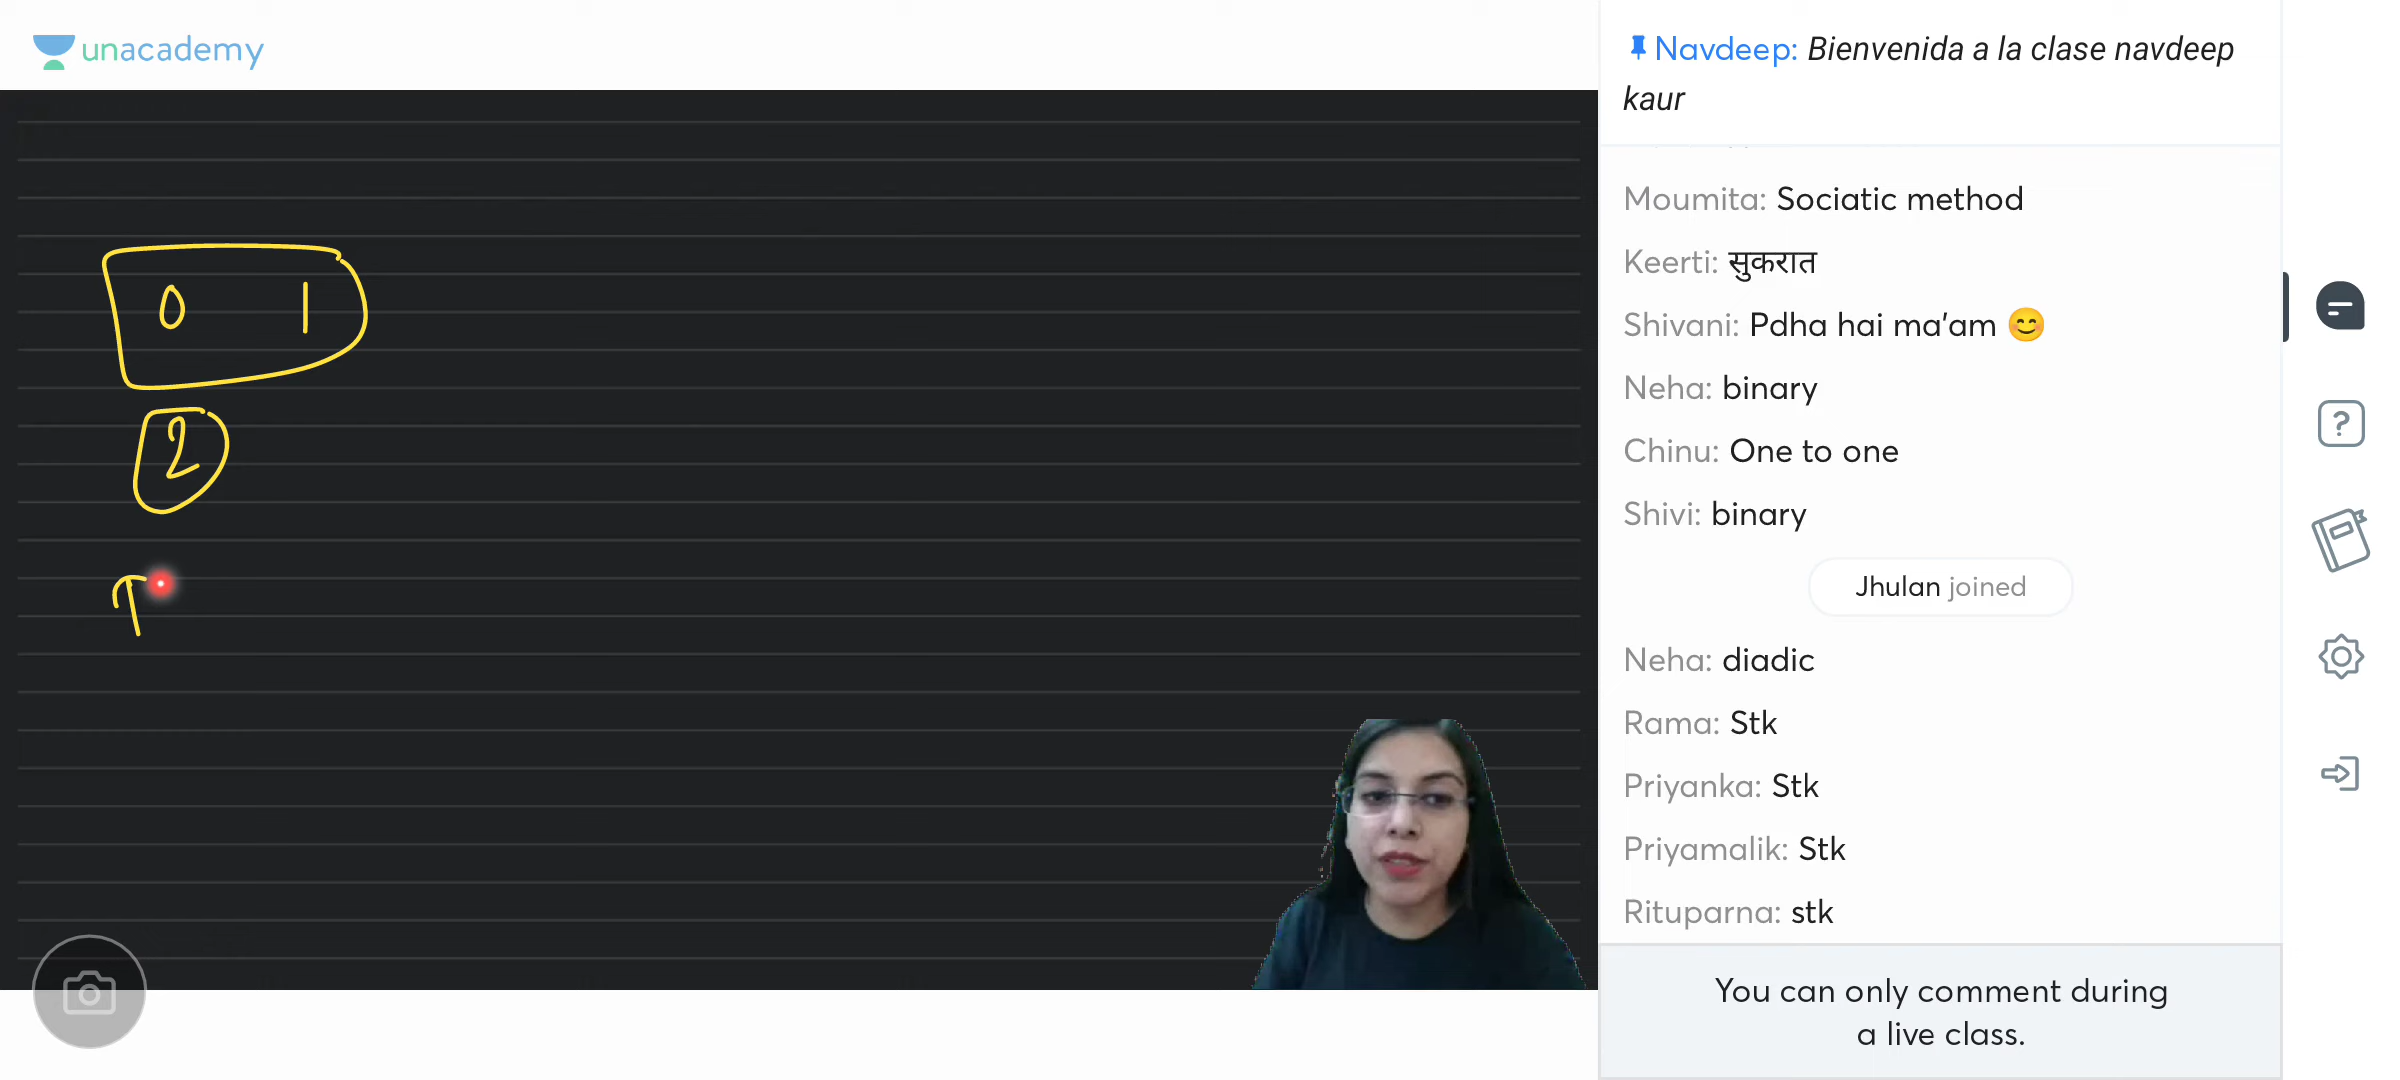 unacademy
0 1
2
T
Navdeep: Bienvenida a la clase navdeep
kaur
Moumita: Sociatic method
Keerti: सुकरात
Shivani: Pdha hai ma'am 😊
Neha: binary
Chinu: One to one
Shivi: binary
Jhulan joined
Neha: diadic
Rama: Stk
Priyanka: Stk
Priyamalik: Stk
Rituparna: stk
You can only comment during
a live class.